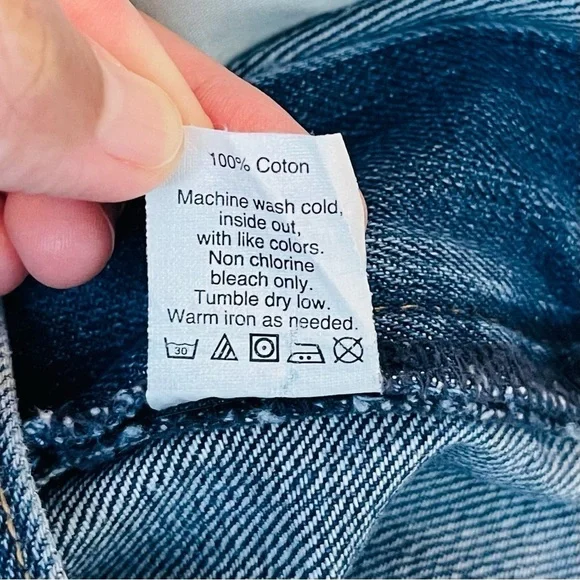 100% Coton
Machine wash cold,
inside out,
with like colors.
Non chlorine
bleach only.
Tumble dry low.
Warm iron as needed.
30